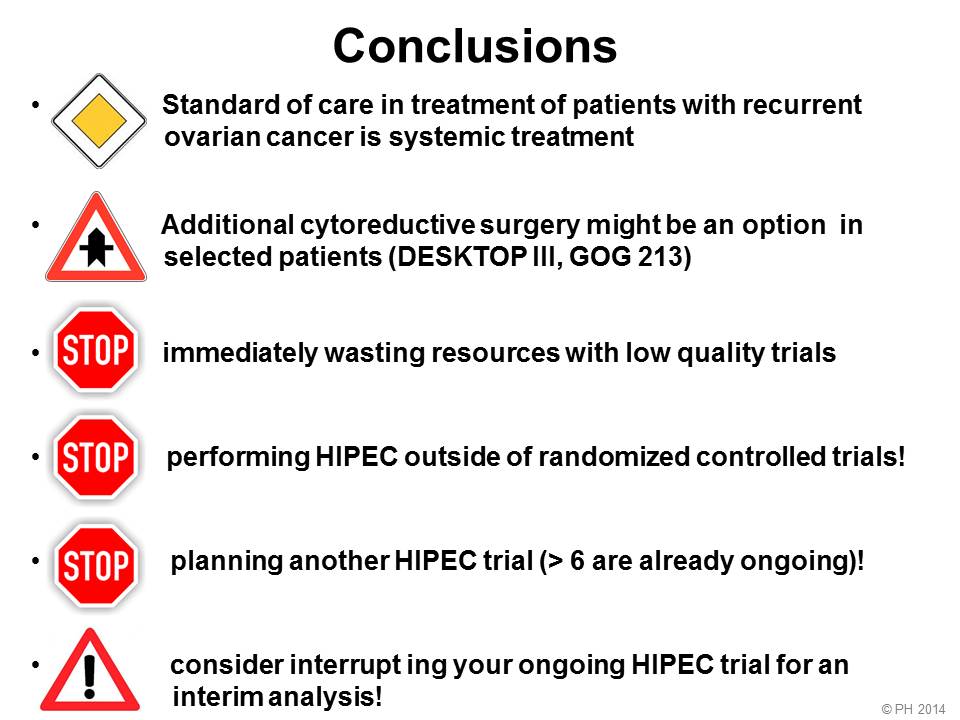 Conclusions
• Standard of care in treatment of patients with recurrent
ovarian cancer is systemic treatment
• Additional cytoreductive surgery might be an option in
selected patients (DESKTOP III, GOG 213)
• STOP immediately wasting resources with low quality trials
• STOP performing HIPEC outside of randomized controlled trials!
• STOP planning another HIPEC trial (> 6 are already ongoing)!
• ! consider interrupt ing your ongoing HIPEC trial for an
interim analysis!
© PH 2014